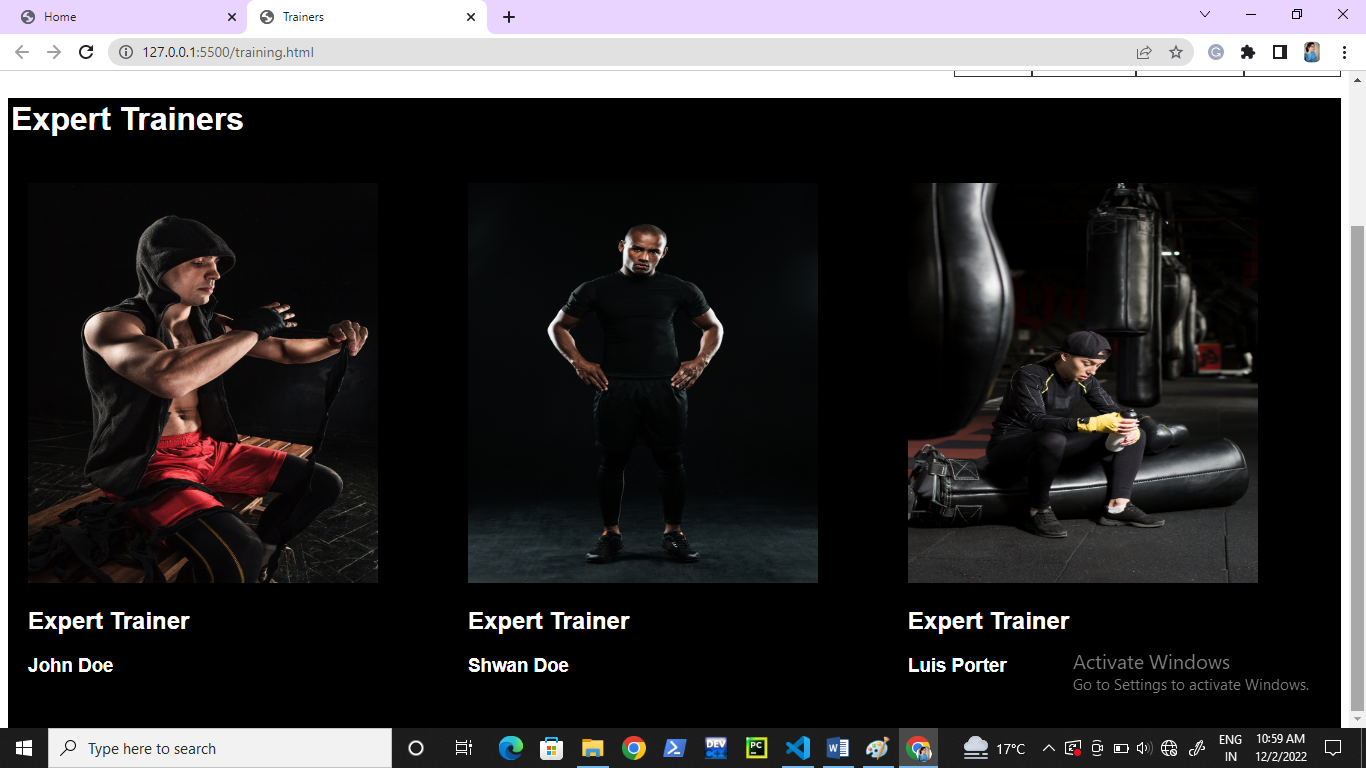 Home
Trainers
127.0.0.1:5500/training.html
Expert Trainers
Expert Trainer
John Doe
Expert Trainer
Shwan Doe
Expert Trainer
Luis Porter
Activate Windows
Go to Settings to activate Windows.
Type here to search
DEV
C++
PC
W
17°C
ENG
IN
10:59 AM
12/2/2022